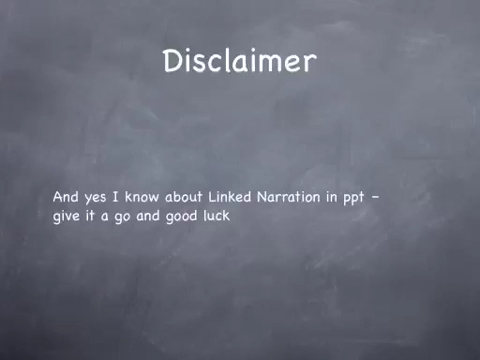 Disclaimer
And yes I know about Linked Narration in ppt –
give it a go and good luck